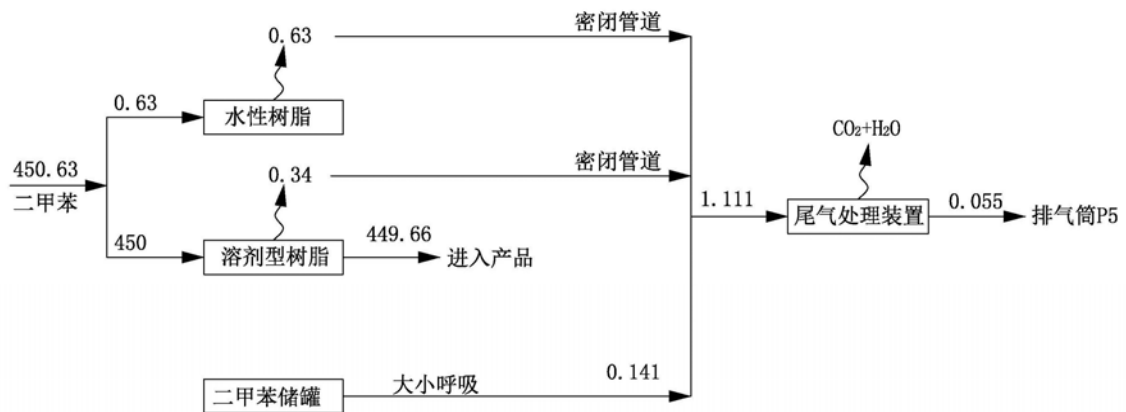 0.63
密闭管道
0.63
水性树脂
CO₂+H₂O
450.63
二甲苯
0.34
密闭管道
1.111
尾气处理装置
0.055
排气筒P5
450
溶剂型树脂
449.66
进入产品
二甲苯储罐
大小呼吸
0.141